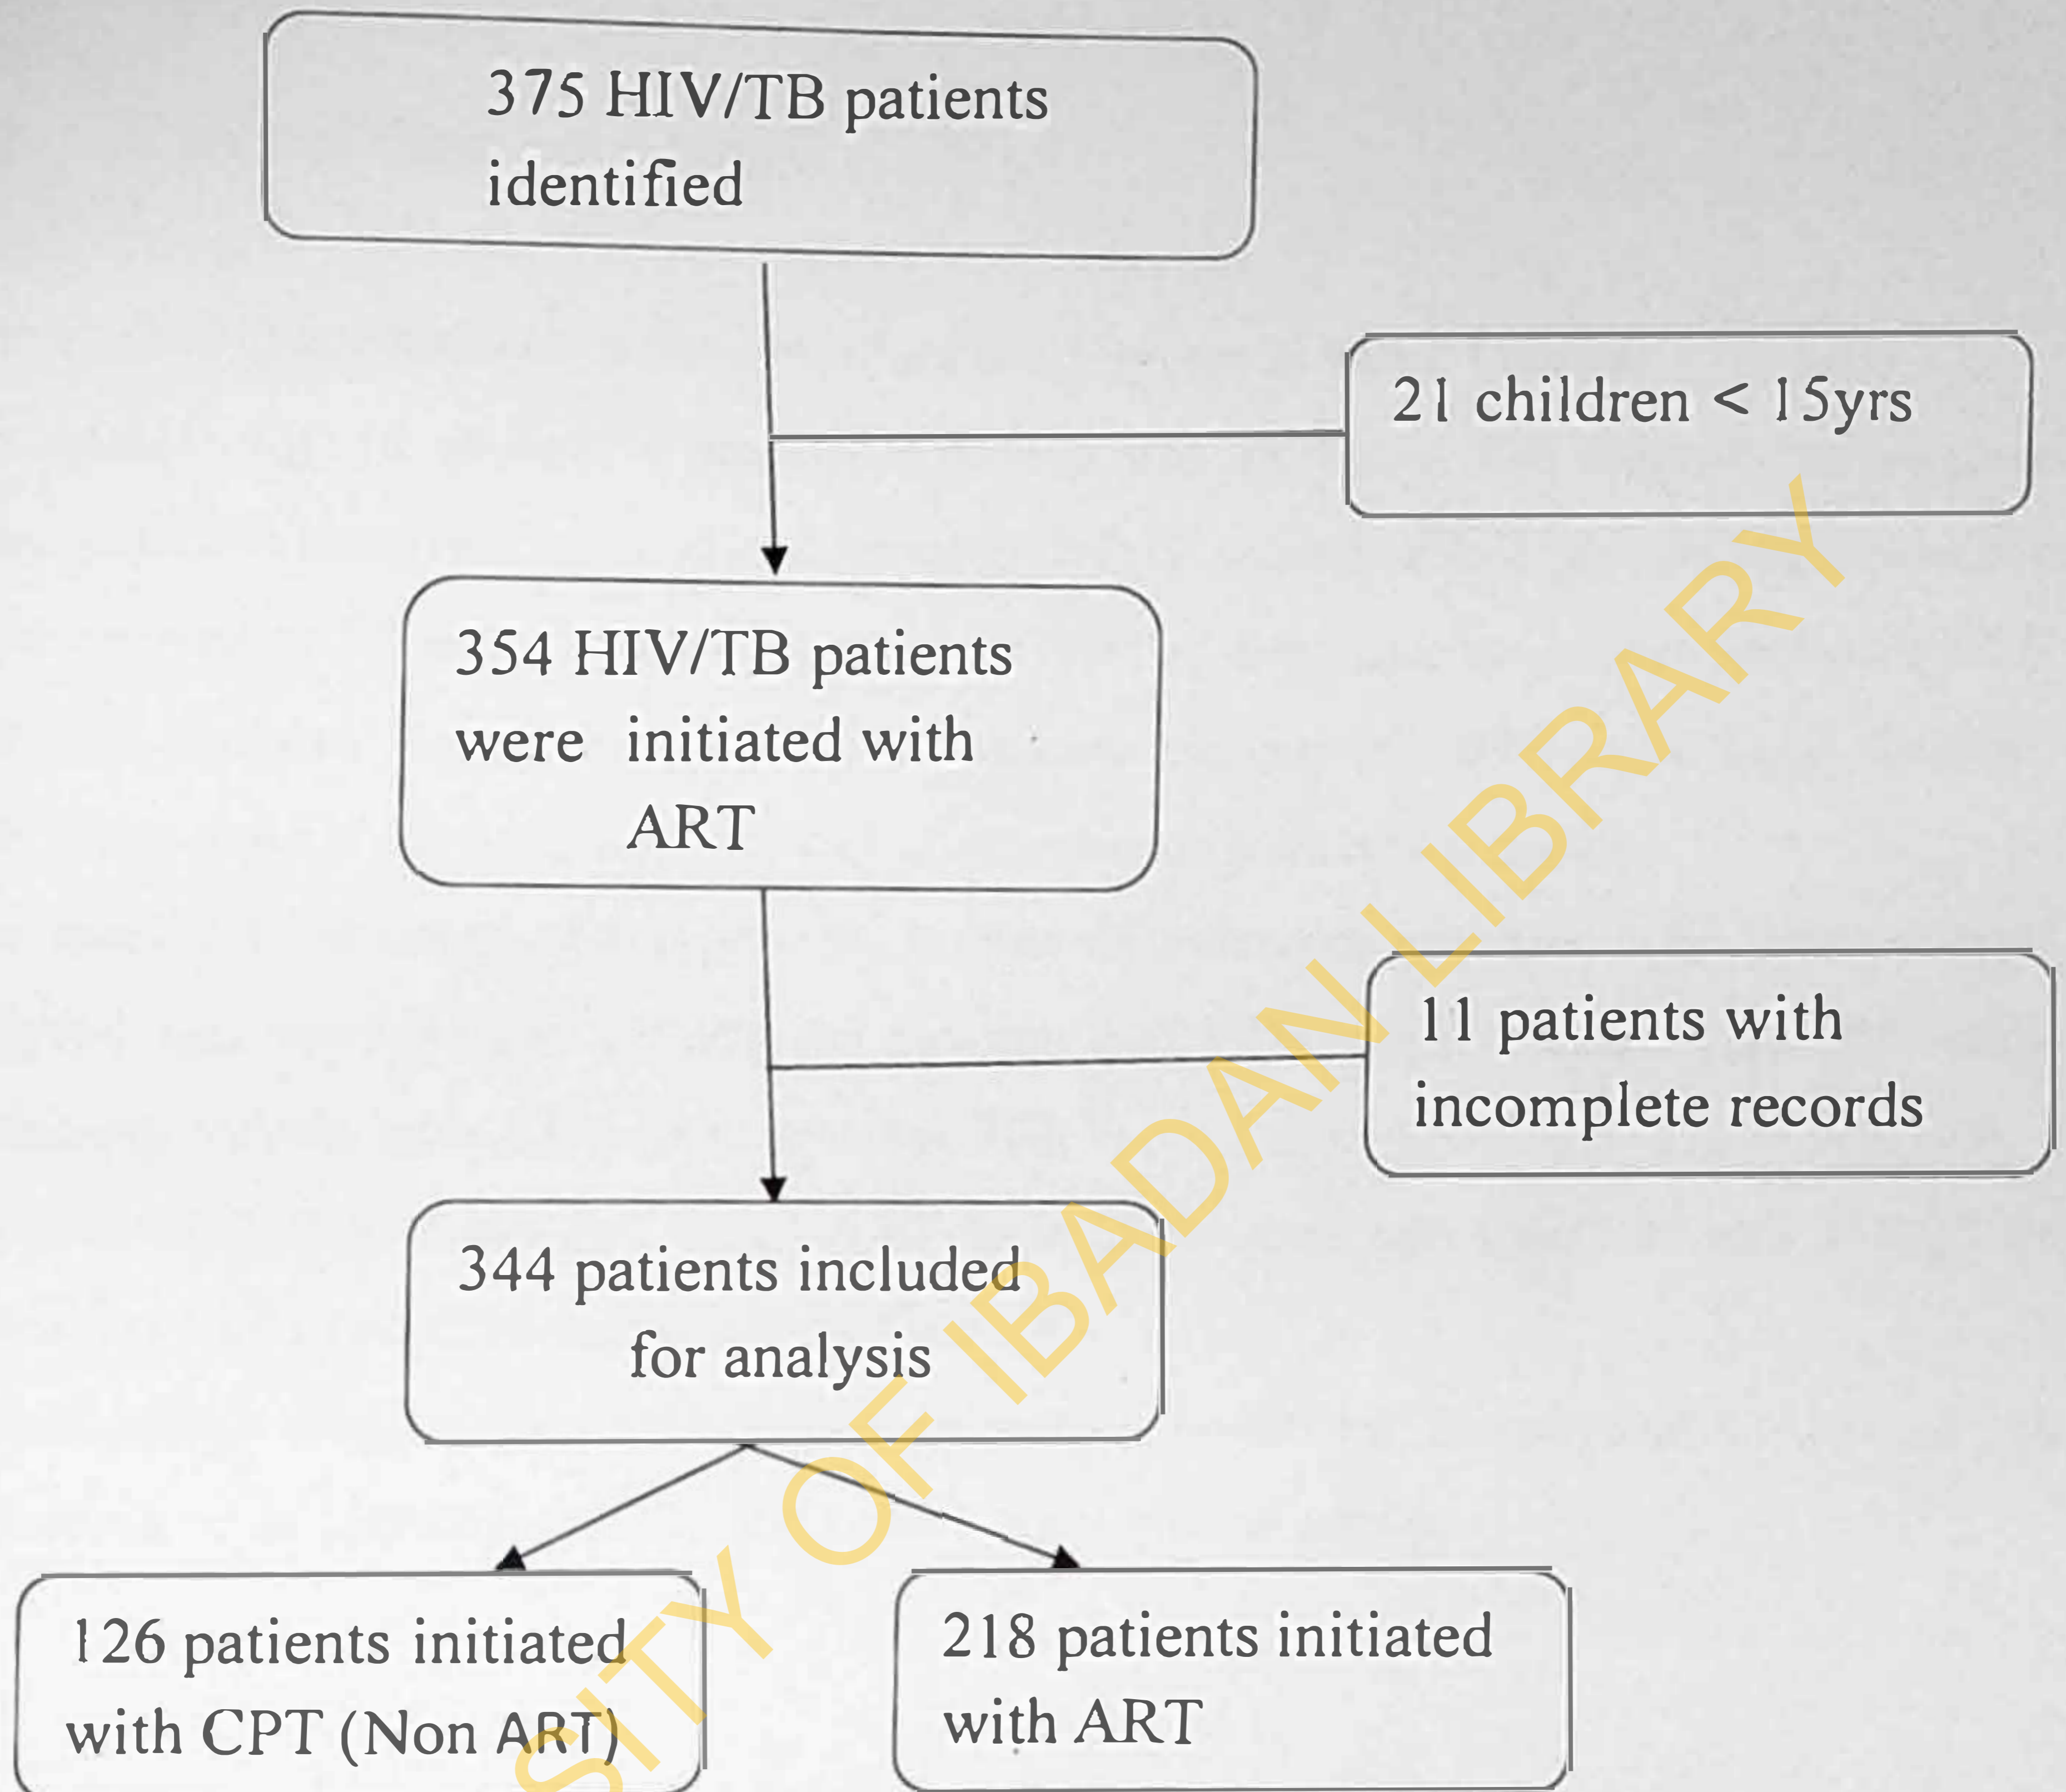 375 HIV/TB patients
identified
21 children < 15yrs
354 HIV/TB patients
were initiated with
ART
11 patients with
incomplete records
344 patients included
for analysis
126 patients initiated
with CPT (Non ART)
218 patients initiated
with ART
SITY OF IBADAN LIBRARY